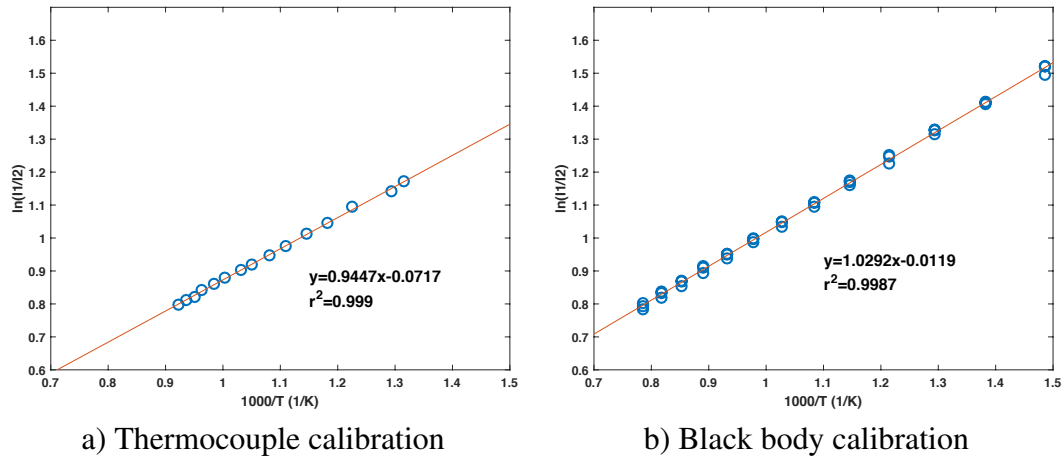 1.6
1.5
1.4
1.3
1.2
1.1
1
0.9
0.8
0.7
0.6
ln(I1/I2)
y=0.9447x-0.0717
r²=0.999
0.7 0.8 0.9 1 1.1 1.2 1.3 1.4 1.5
1000/T (1/K)
a) Thermocouple calibration
1.6
1.5
1.4
1.3
1.2
1.1
1
0.9
0.8
0.7
0.6
ln(I1/I2)
y=1.0292x-0.0119
r²=0.9987
0.7 0.8 0.9 1 1.1 1.2 1.3 1.4 1.5
1000/T (1/K)
b) Black body calibration